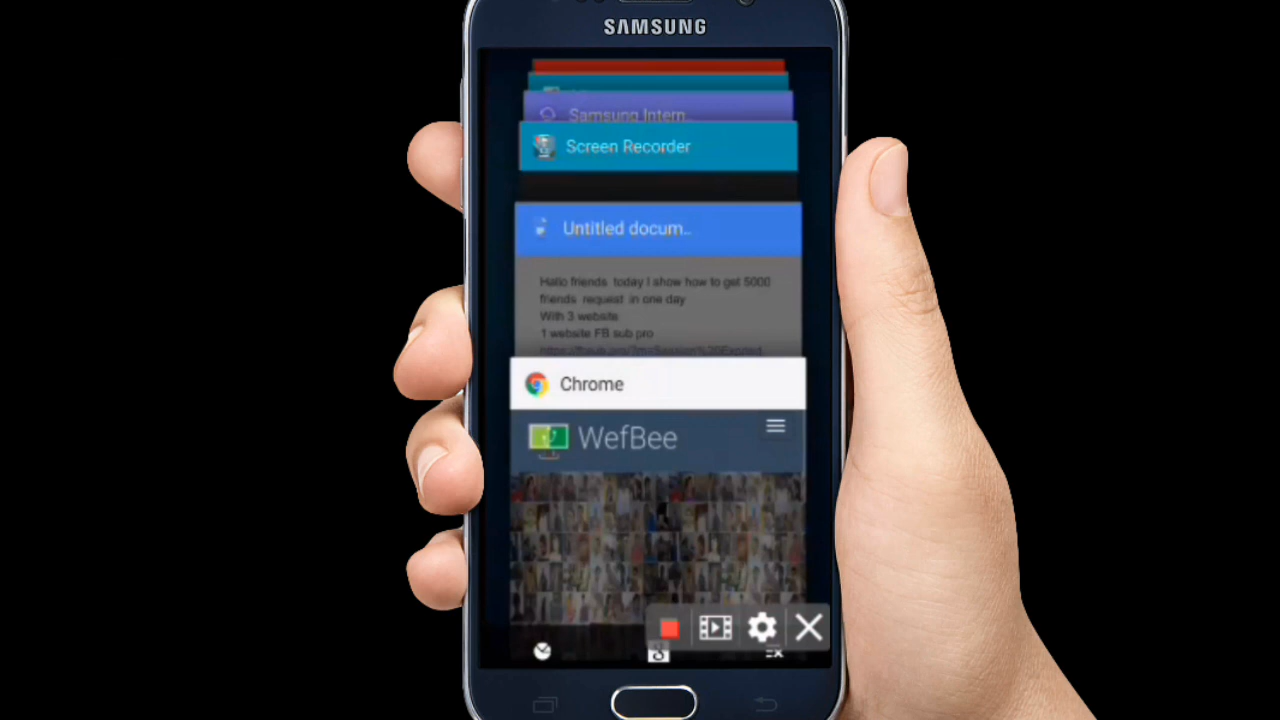 SAMSUNG
Samsung Intern..
Screen Recorder
Untitled docum..
Hallo friends today I show how to get 5000
friends request in one day
With 3 website
1 website FB sub pro
Chrome
WefBee